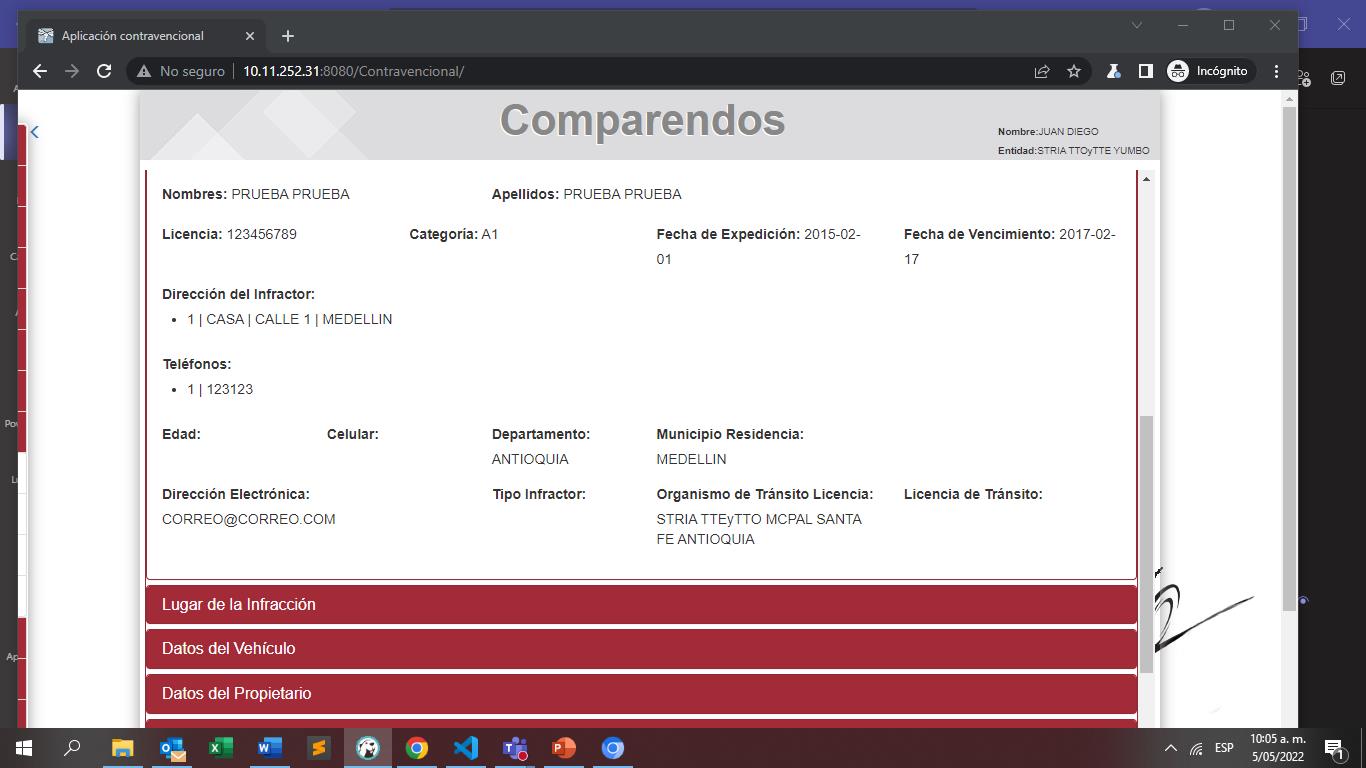 Aplicación contravencional
No seguro 10.11.252.31:8080/Contravencional/
Incógnito
Comparendos
Nombre:JUAN DIEGO
Entidad:STRIA TTOyTTE YUMBO
Nombres: PRUEBA PRUEBA Apellidos: PRUEBA PRUEBA
Licencia: 123456789 Categoría: A1 Fecha de Expedición: 2015-02- Fecha de Vencimiento: 2017-02-
01 17
Dirección del Infractor:
• 1 | CASA | CALLE 1 | MEDELLIN
Teléfonos:
• 1 | 123123
Edad: Celular: Departamento: Municipio Residencia:
ANTIOQUIA MEDELLIN
Dirección Electrónica: Tipo Infractor: Organismo de Tránsito Licencia: Licencia de Tránsito:
CORREO@CORREO.COM STRIA TTEyTTO MCPAL SANTA
FE ANTIOQUIA
Lugar de la Infracción
Datos del Vehículo
Datos del Propietario
ESP
10:05 a. m.
5/05/2022
1